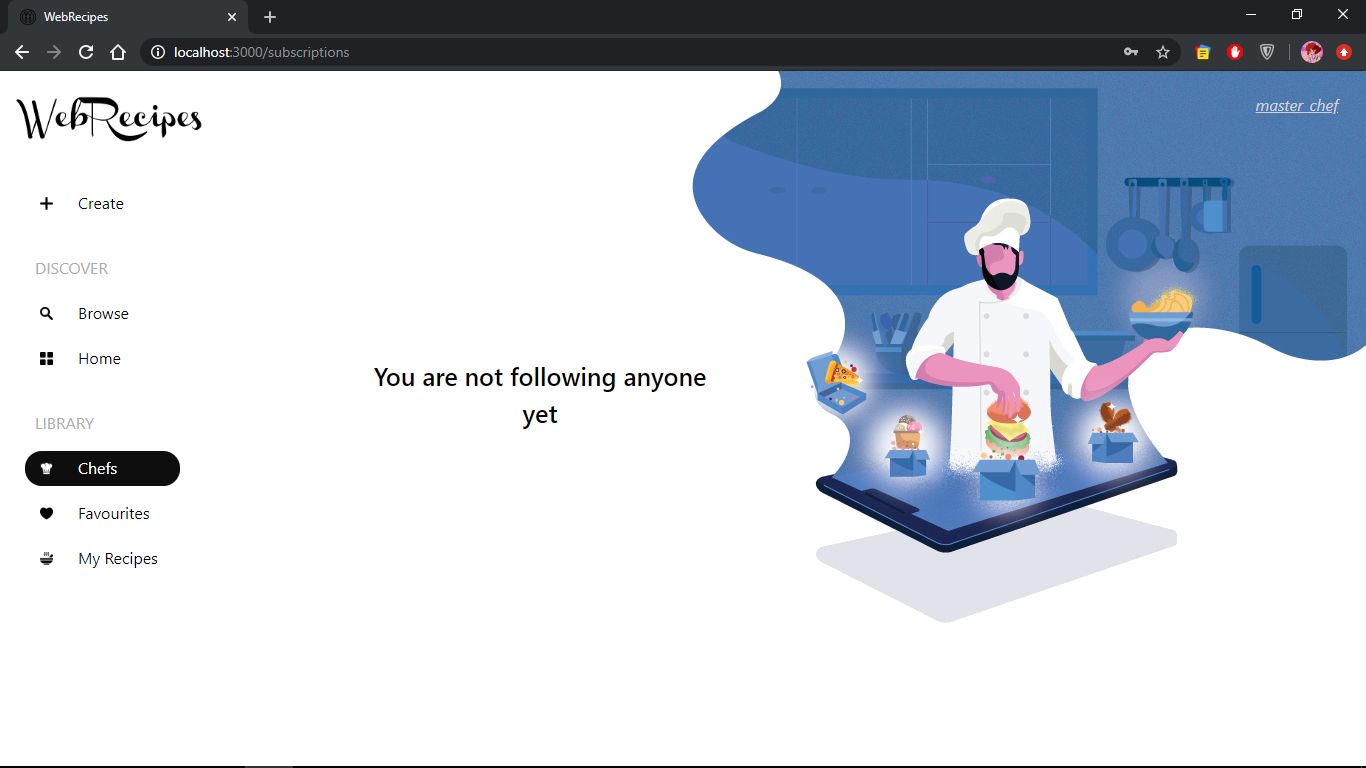 WebRecipes
localhost:3000/subscriptions
WebRecipes
master_chef
Create
DISCOVER
Browse
Home
LIBRARY
Chefs
Favourites
My Recipes
You are not following anyone
yet